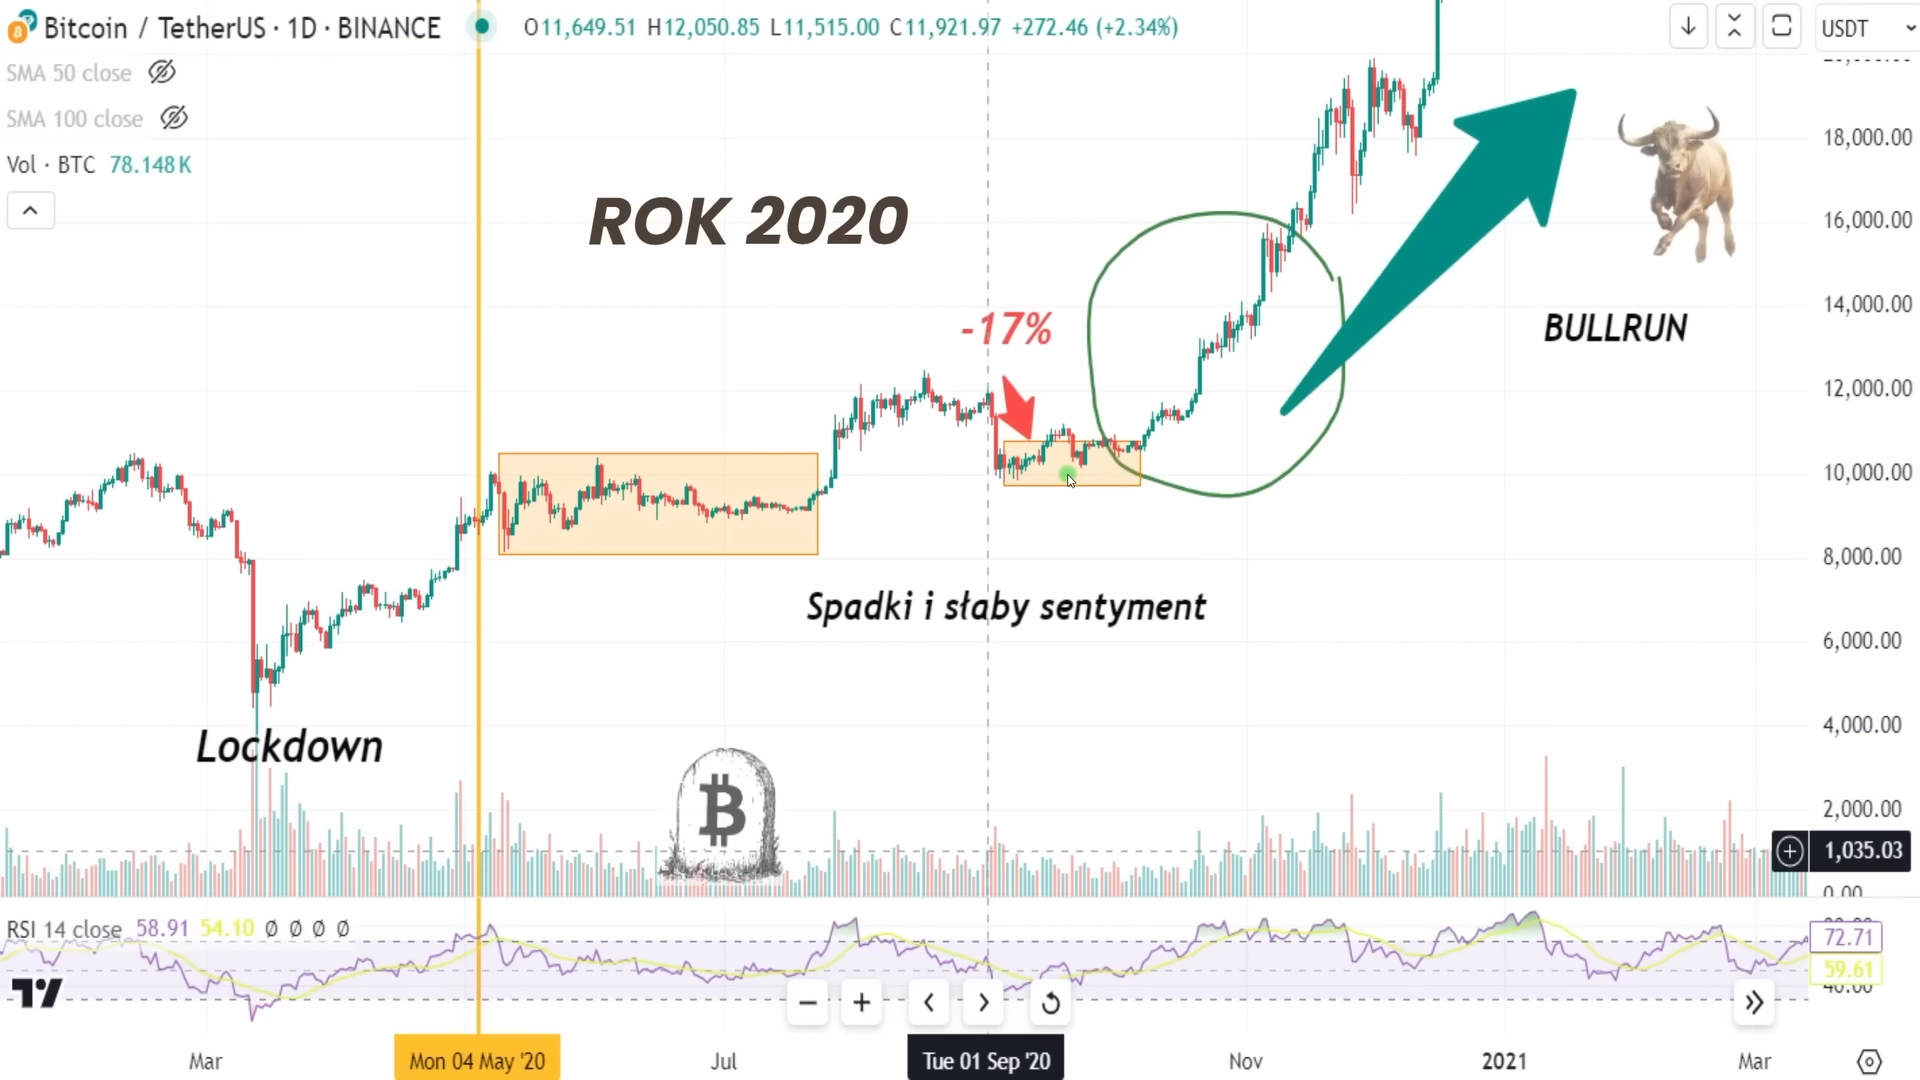 Bitcoin / TetherUS · 1D · BINANCE
O11,649.51 H12,050.85 L11,515.00 C11,921.97 +272.46 (+2.34%)
USDT
SMA 50 close
SMA 100 close
Vol · BTC 78.148K
18,000.00
16,000.00
14,000.00
12,000.00
10,000.00
8,000.00
6,000.00
4,000.00
2,000.00
1,035.03
0.00
ROK 2020
-17%
BULLRUN
Spadki i słaby sentyment
Lockdown
RSI 14 close 58.91 54.10 Ø Ø Ø Ø
72.71
59.61
40.00
Mar
Mon 04 May '20
Jul
Tue 01 Sep '20
Nov
2021
Mar